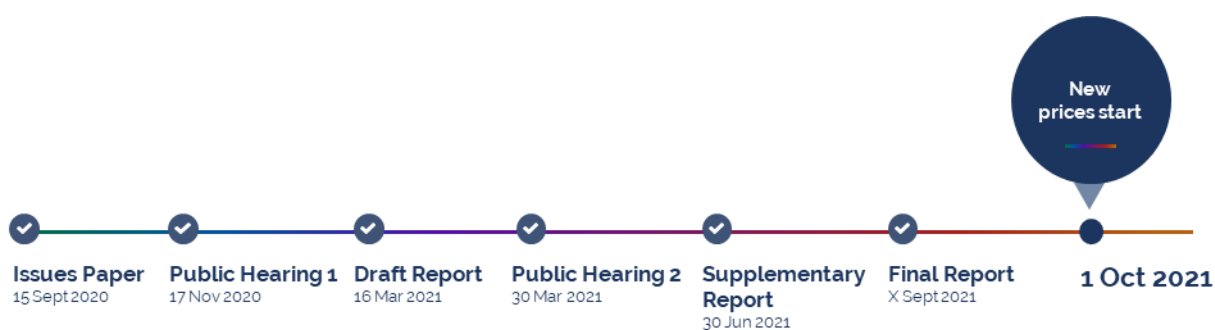 New
prices start
Issues Paper
15 Sept 2020
Public Hearing 1
17 Nov 2020
Draft Report
16 Mar 2021
Public Hearing 2
30 Mar 2021
Supplementary
Report
30 Jun 2021
Final Report
X Sept 2021
1 Oct 2021